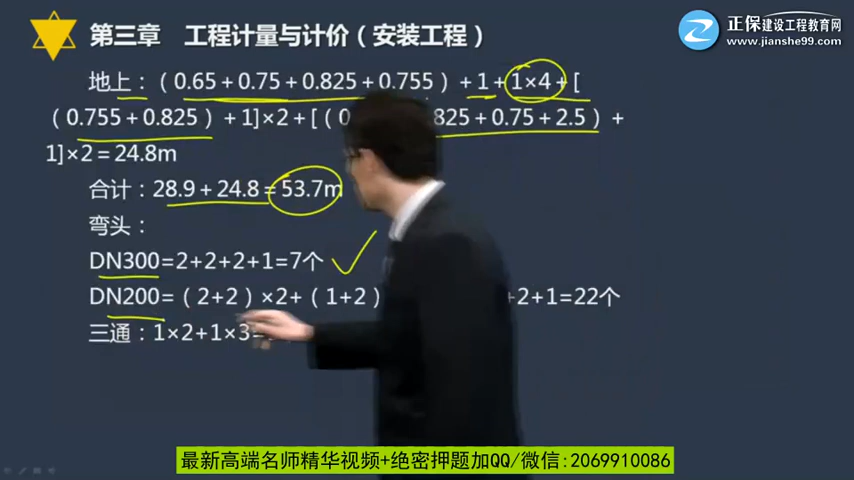 第三章 工程计量与计价（安装工程）
正保建设工程教育网
www.jianshe99.com
地上：（0.65+0.75+0.825+0.755）+1+1×4+[
（0.755+0.825）+1]×2+[（0 825+0.75+2.5）+
1]×2=24.8m
合计：28.9+24.8=53.7m
弯头：
DN300=2+2+2+1=7个
DN200=（2+2）×2+（1+2） +2+1=22个
三通：1×2+1×3=
最新高端名师精华视频+绝密押题加QQ/微信:2069910086